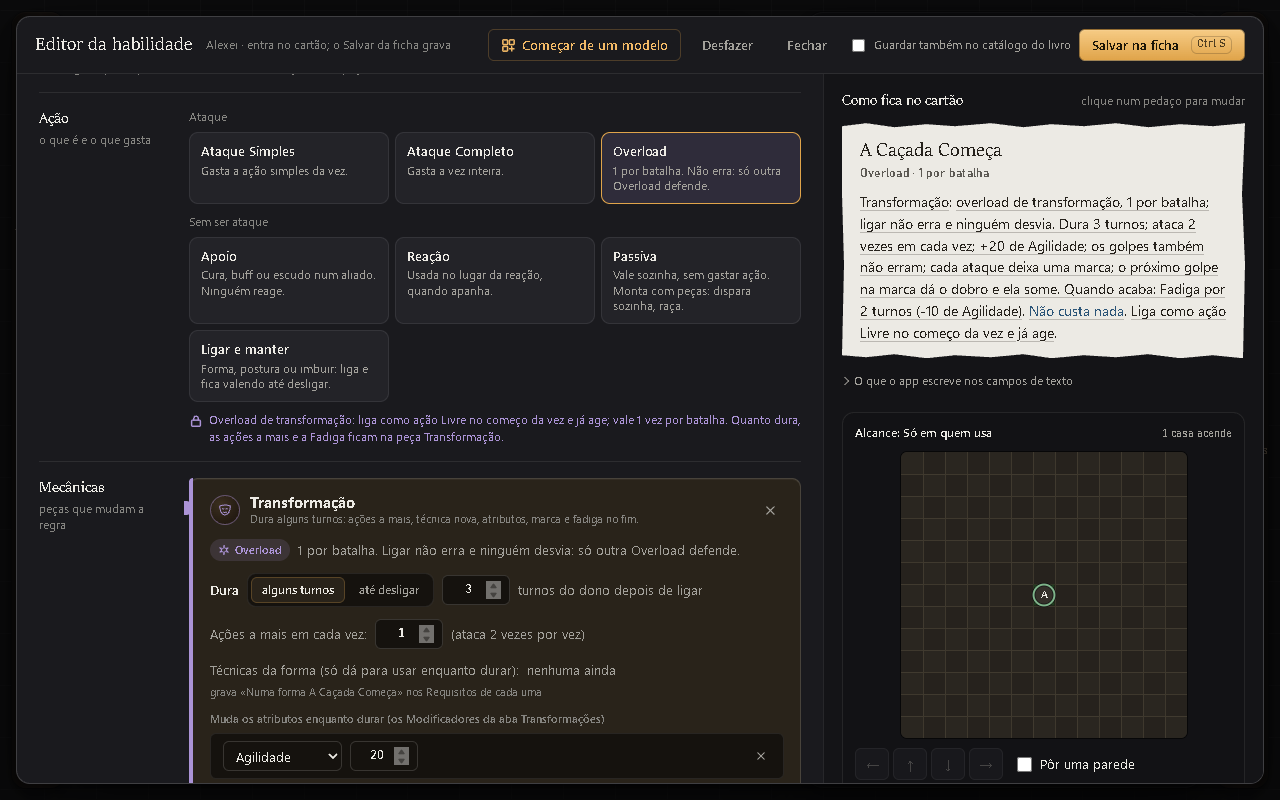 Editor da habilidade
Alexei · entra no cartão; o Salvar da ficha grava
Começar de um modelo
Desfazer
Fechar
Guardar também no catálogo do livro
Salvar na ficha
Ctrl S
Ação
o que é e o que gasta
Ataque
Ataque Simples
Gasta a ação simples da vez.
Ataque Completo
Gasta a vez inteira.
Overload
1 por batalha. Não erra: só outra
Overload defende.
Sem ser ataque
Apoio
Cura, buff ou escudo num aliado.
Ninguém reage.
Reação
Usada no lugar da reação,
quando apanha.
Passiva
Vale sozinha, sem gastar ação.
Monta com peças: dispara
sozinha, raça.
Ligar e manter
Forma, postura ou imbuir: liga e
fica valendo até desligar.
Overload de transformação: liga como ação Livre no começo da vez e já age; vale 1 vez por batalha. Quanto dura,
as ações a mais e a Fadiga ficam na peça Transformação.
Mecânicas
peças que mudam a
regra
Transformação
Dura alguns turnos: ações a mais, técnica nova, atributos, marca e fadiga no fim.
Overload
1 por batalha. Ligar não erra e ninguém desvia: só outra Overload defende.
Dura
alguns turnos
até desligar
3
turnos do dono depois de ligar
Ações a mais em cada vez:
1
(ataca 2 vezes por vez)
Técnicas da forma (só dá para usar enquanto durar): nenhuma ainda
grava «Numa forma A Caçada Começa» nos Requisitos de cada uma
Muda os atributos enquanto durar (os Modificadores da aba Transformações)
Agilidade
20
Como fica no cartão
clique num pedaço para mudar
A Caçada Começa
Overload · 1 por batalha
Transformação: overload de transformação, 1 por batalha;
ligar não erra e ninguém desvia. Dura 3 turnos; ataca 2
vezes em cada vez; +20 de Agilidade; os golpes também
não erram; cada ataque deixa uma marca; o próximo golpe
na marca dá o dobro e ela some. Quando acaba: Fadiga por
2 turnos (-10 de Agilidade). Não custa nada. Liga como ação
Livre no começo da vez e já age.
O que o app escreve nos campos de texto
Alcance: Só em quem usa
1 casa acende
A
← ↑ ↓ →
Pôr uma parede